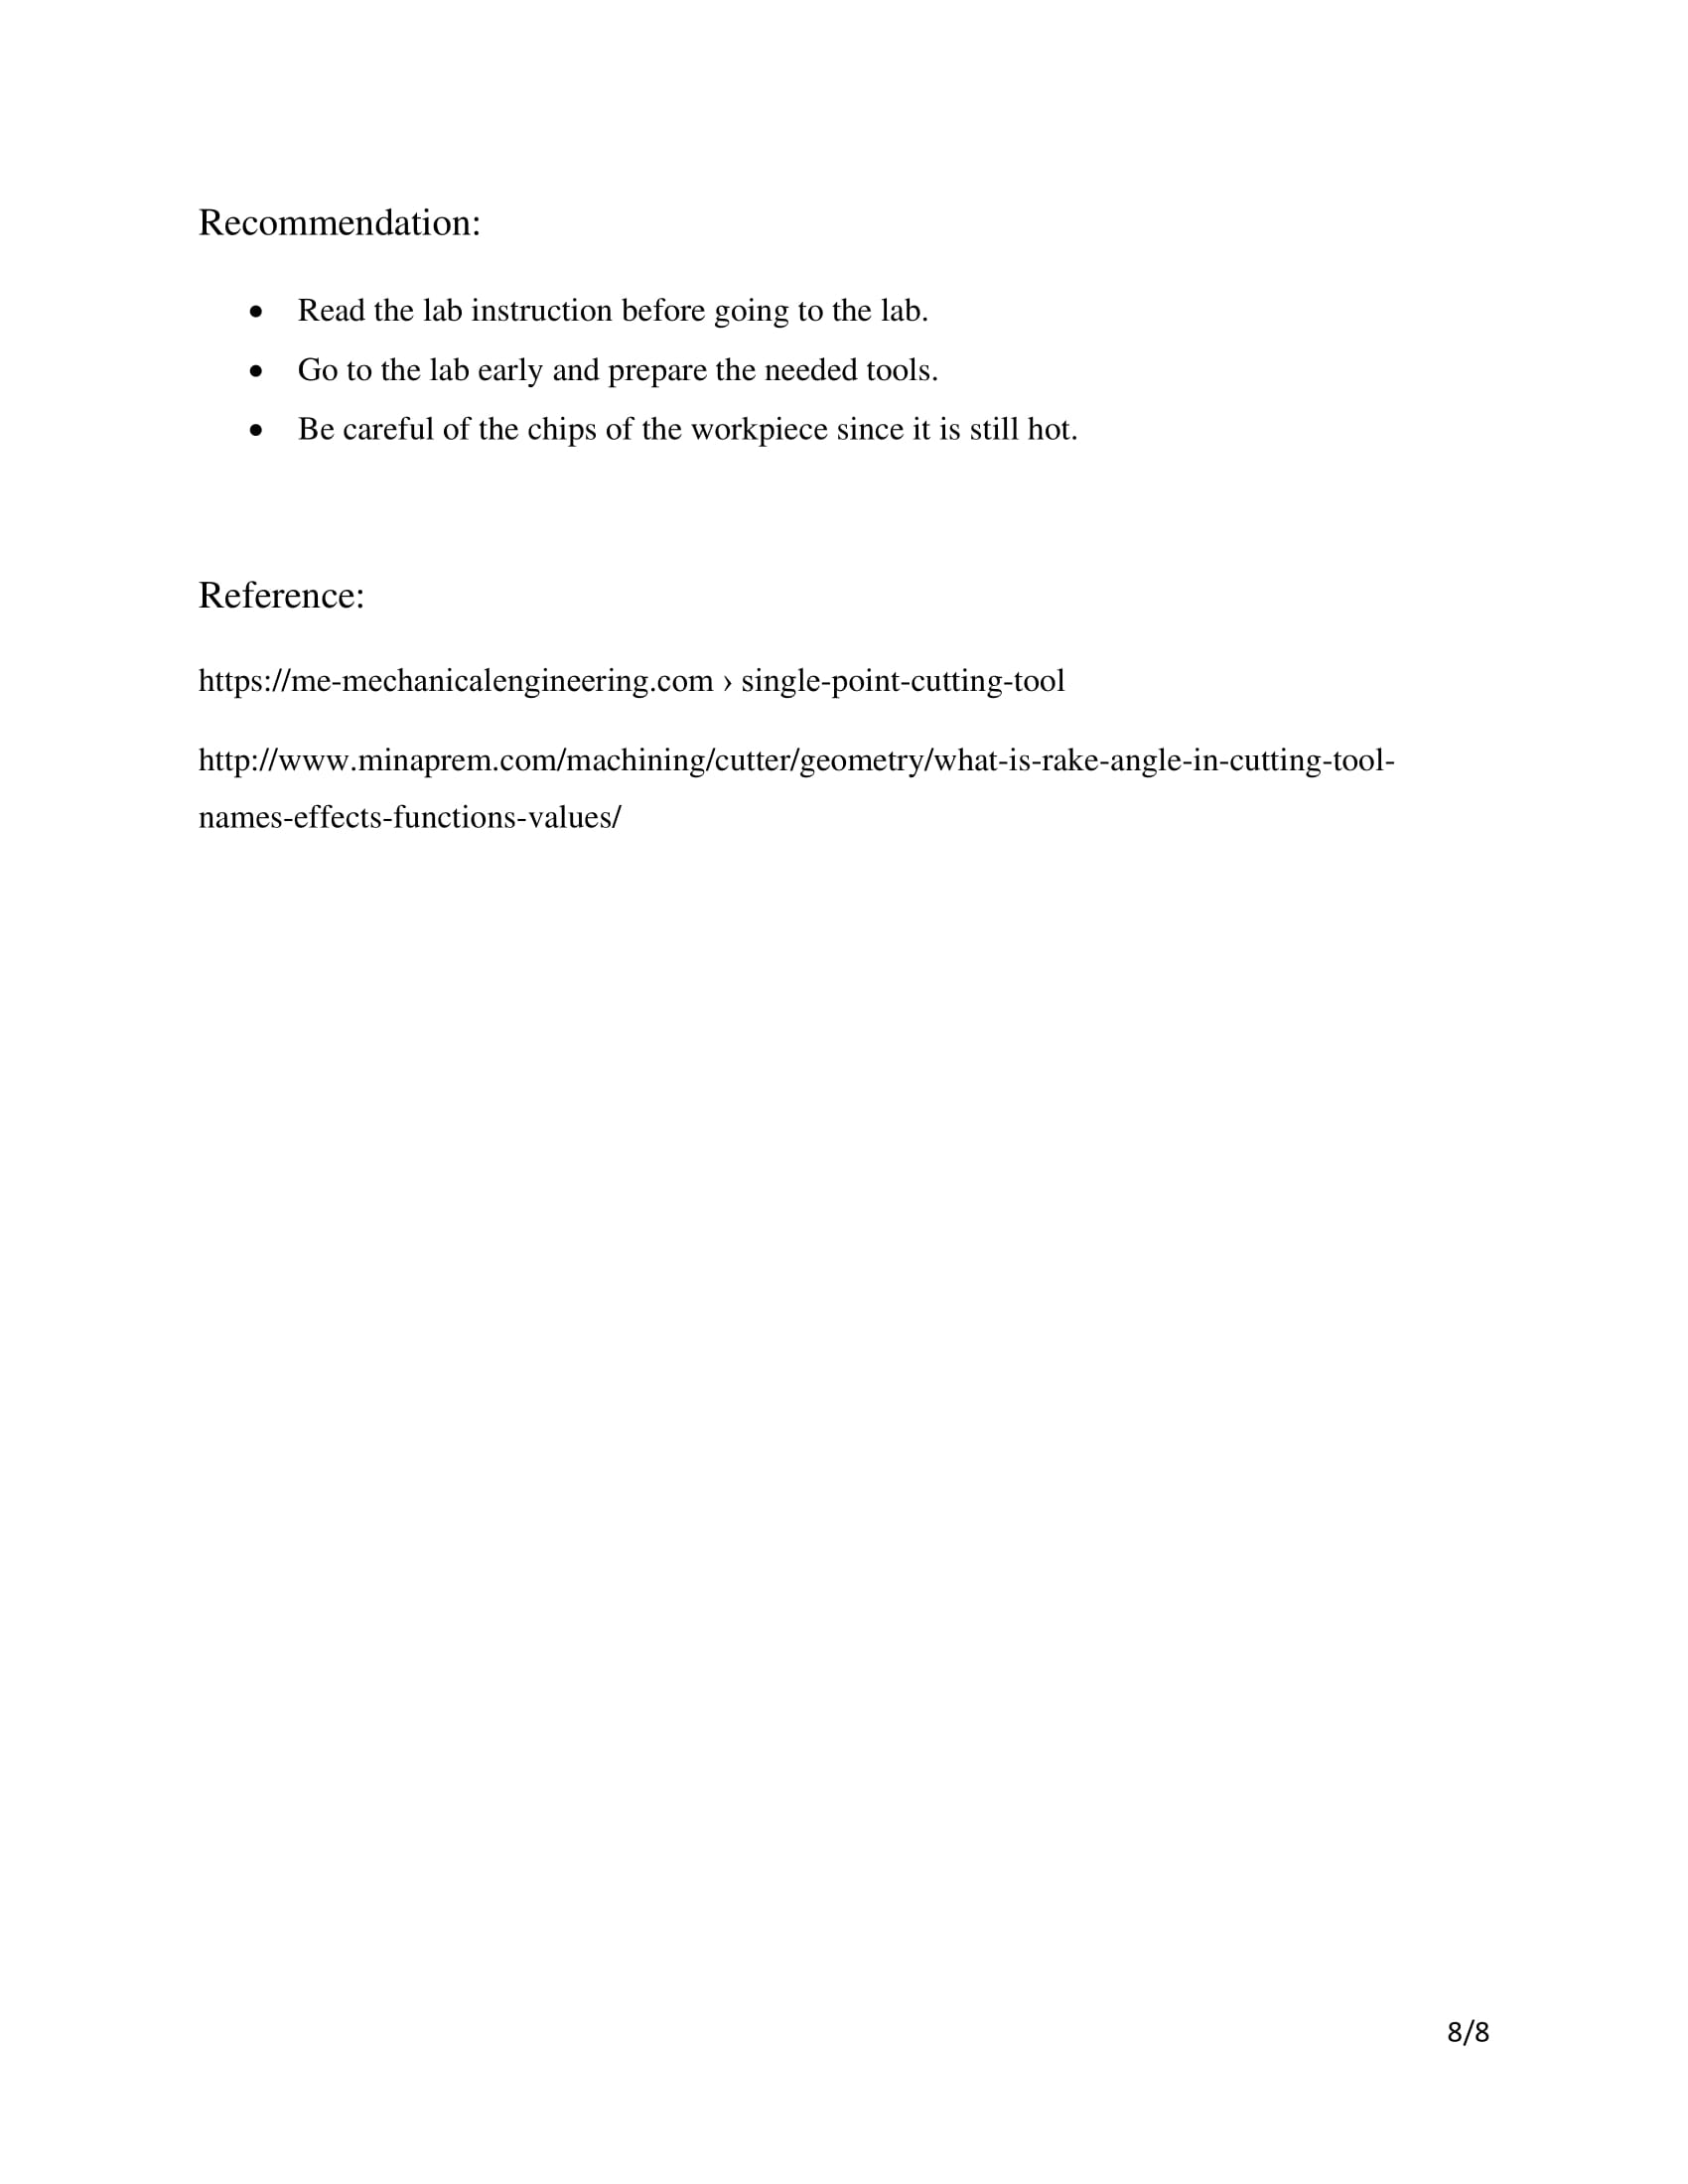 Recommendation:
• Read the lab instruction before going to the lab.
• Go to the lab early and prepare the needed tools.
• Be careful of the chips of the workpiece since it is still hot.
Reference:
https://me-mechanicalengineering.com › single-point-cutting-tool
http://www.minaprem.com/machining/cutter/geometry/what-is-rake-angle-in-cutting-tool-
names-effects-functions-values/
8/8